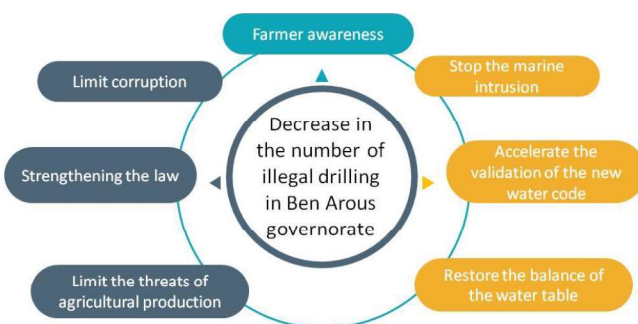 Farmer awareness
Limit corruption
Stop the marine
intrusion
Decrease in
the number of
illegal drilling
in Ben Arous
governorate
Strengthening the law
Accelerate the
validation of the new
water code
Limit the threats of
agricultural production
Restore the balance of
the water table